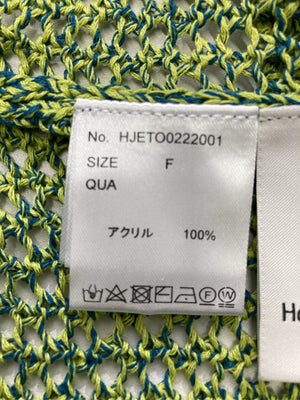 No. HJETO0222001
SIZE F
QUA
アクリル 100%
F W